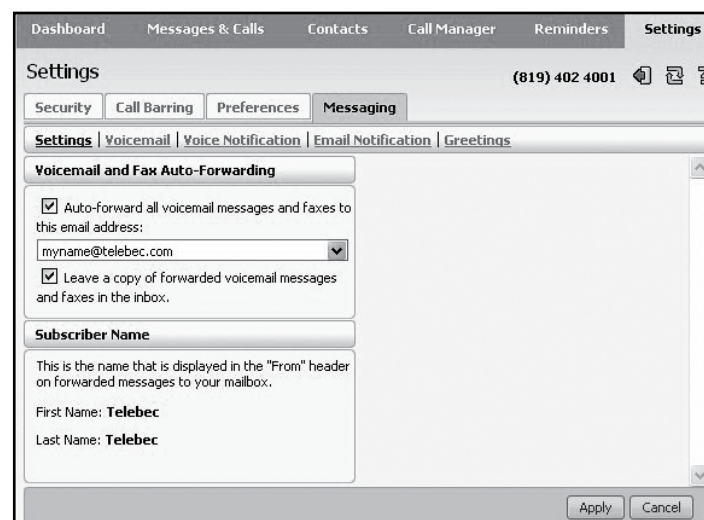 Dashboard Messages & Calls Contacts Call Manager Reminders Settings
Settings
(819) 402 4001
Security Call Barring Preferences Messaging
Settings | Voicemail | Voice Notification | Email Notification | Greetings
Voicemail and Fax Auto-Forwarding
Auto-forward all voicemail messages and faxes to
this email address:
myname@telebec.com
Leave a copy of forwarded voicemail messages
and faxes in the inbox.
Subscriber Name
This is the name that is displayed in the "From" header
on forwarded messages to your mailbox.
First Name: Telebec
Last Name: Telebec
Apply Cancel